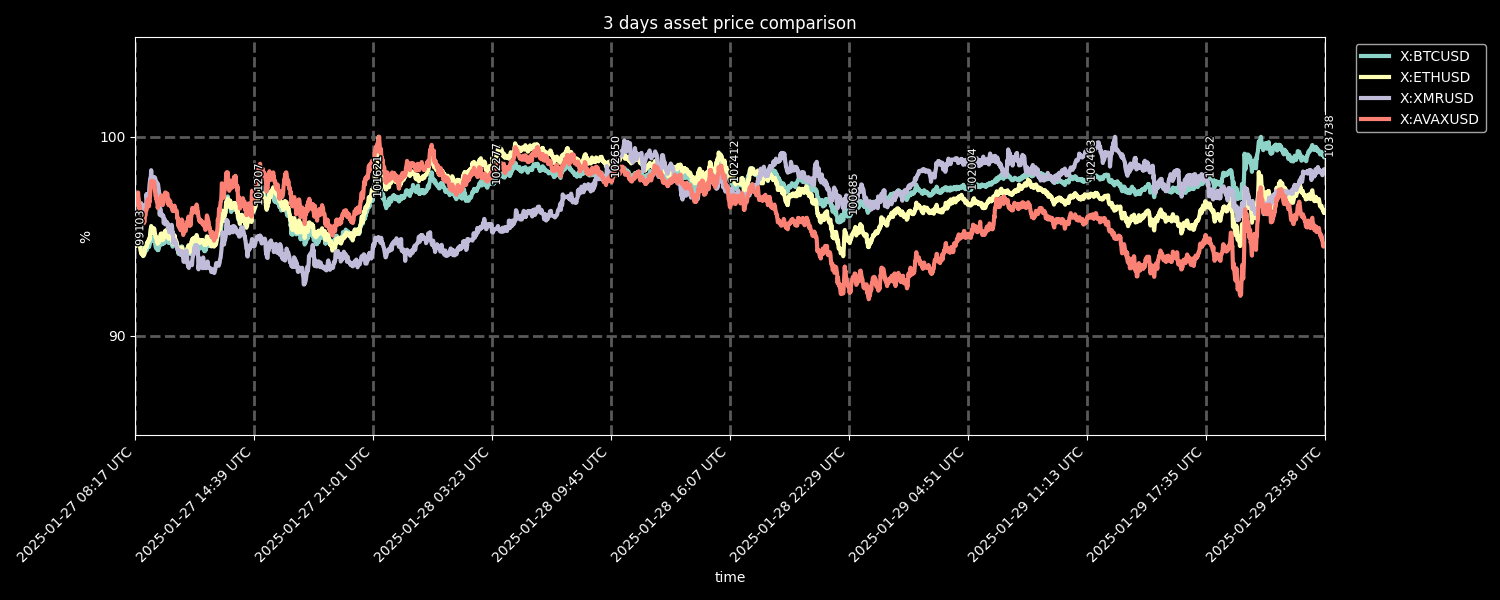 3 days asset price comparison
X:BTCUSD
X:ETHUSD
X:XMRUSD
X:AVAXUSD
%
100
90
99103
101207
101621
102277
102650
102412
100685
102004
102463
102652
103738
2025-01-27 08:17 UTC
2025-01-27 14:39 UTC
2025-01-27 21:01 UTC
2025-01-28 03:23 UTC
2025-01-28 09:45 UTC
2025-01-28 16:07 UTC
2025-01-28 22:29 UTC
2025-01-29 04:51 UTC
2025-01-29 11:13 UTC
2025-01-29 17:35 UTC
2025-01-29 23:58 UTC
time